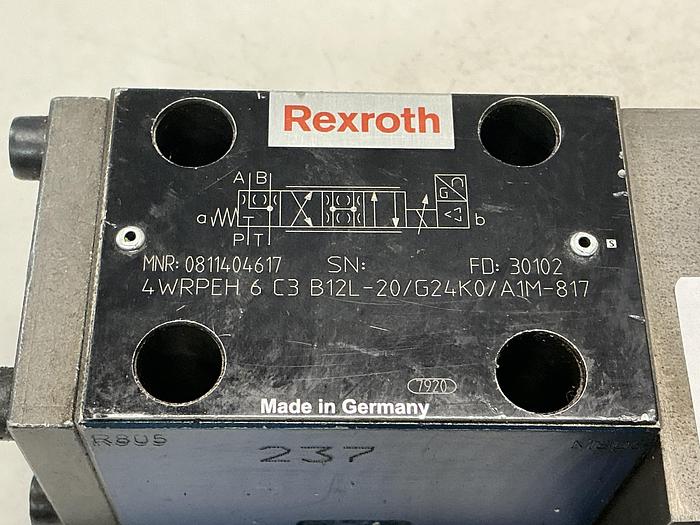 Rexroth
A B
G
a b
P T
S
MNR: 0811404617 SN: FD: 30102
4WRPEH 6 C3 B12L-20/G24K0/A1M-817
7920
Made in Germany
R805
237